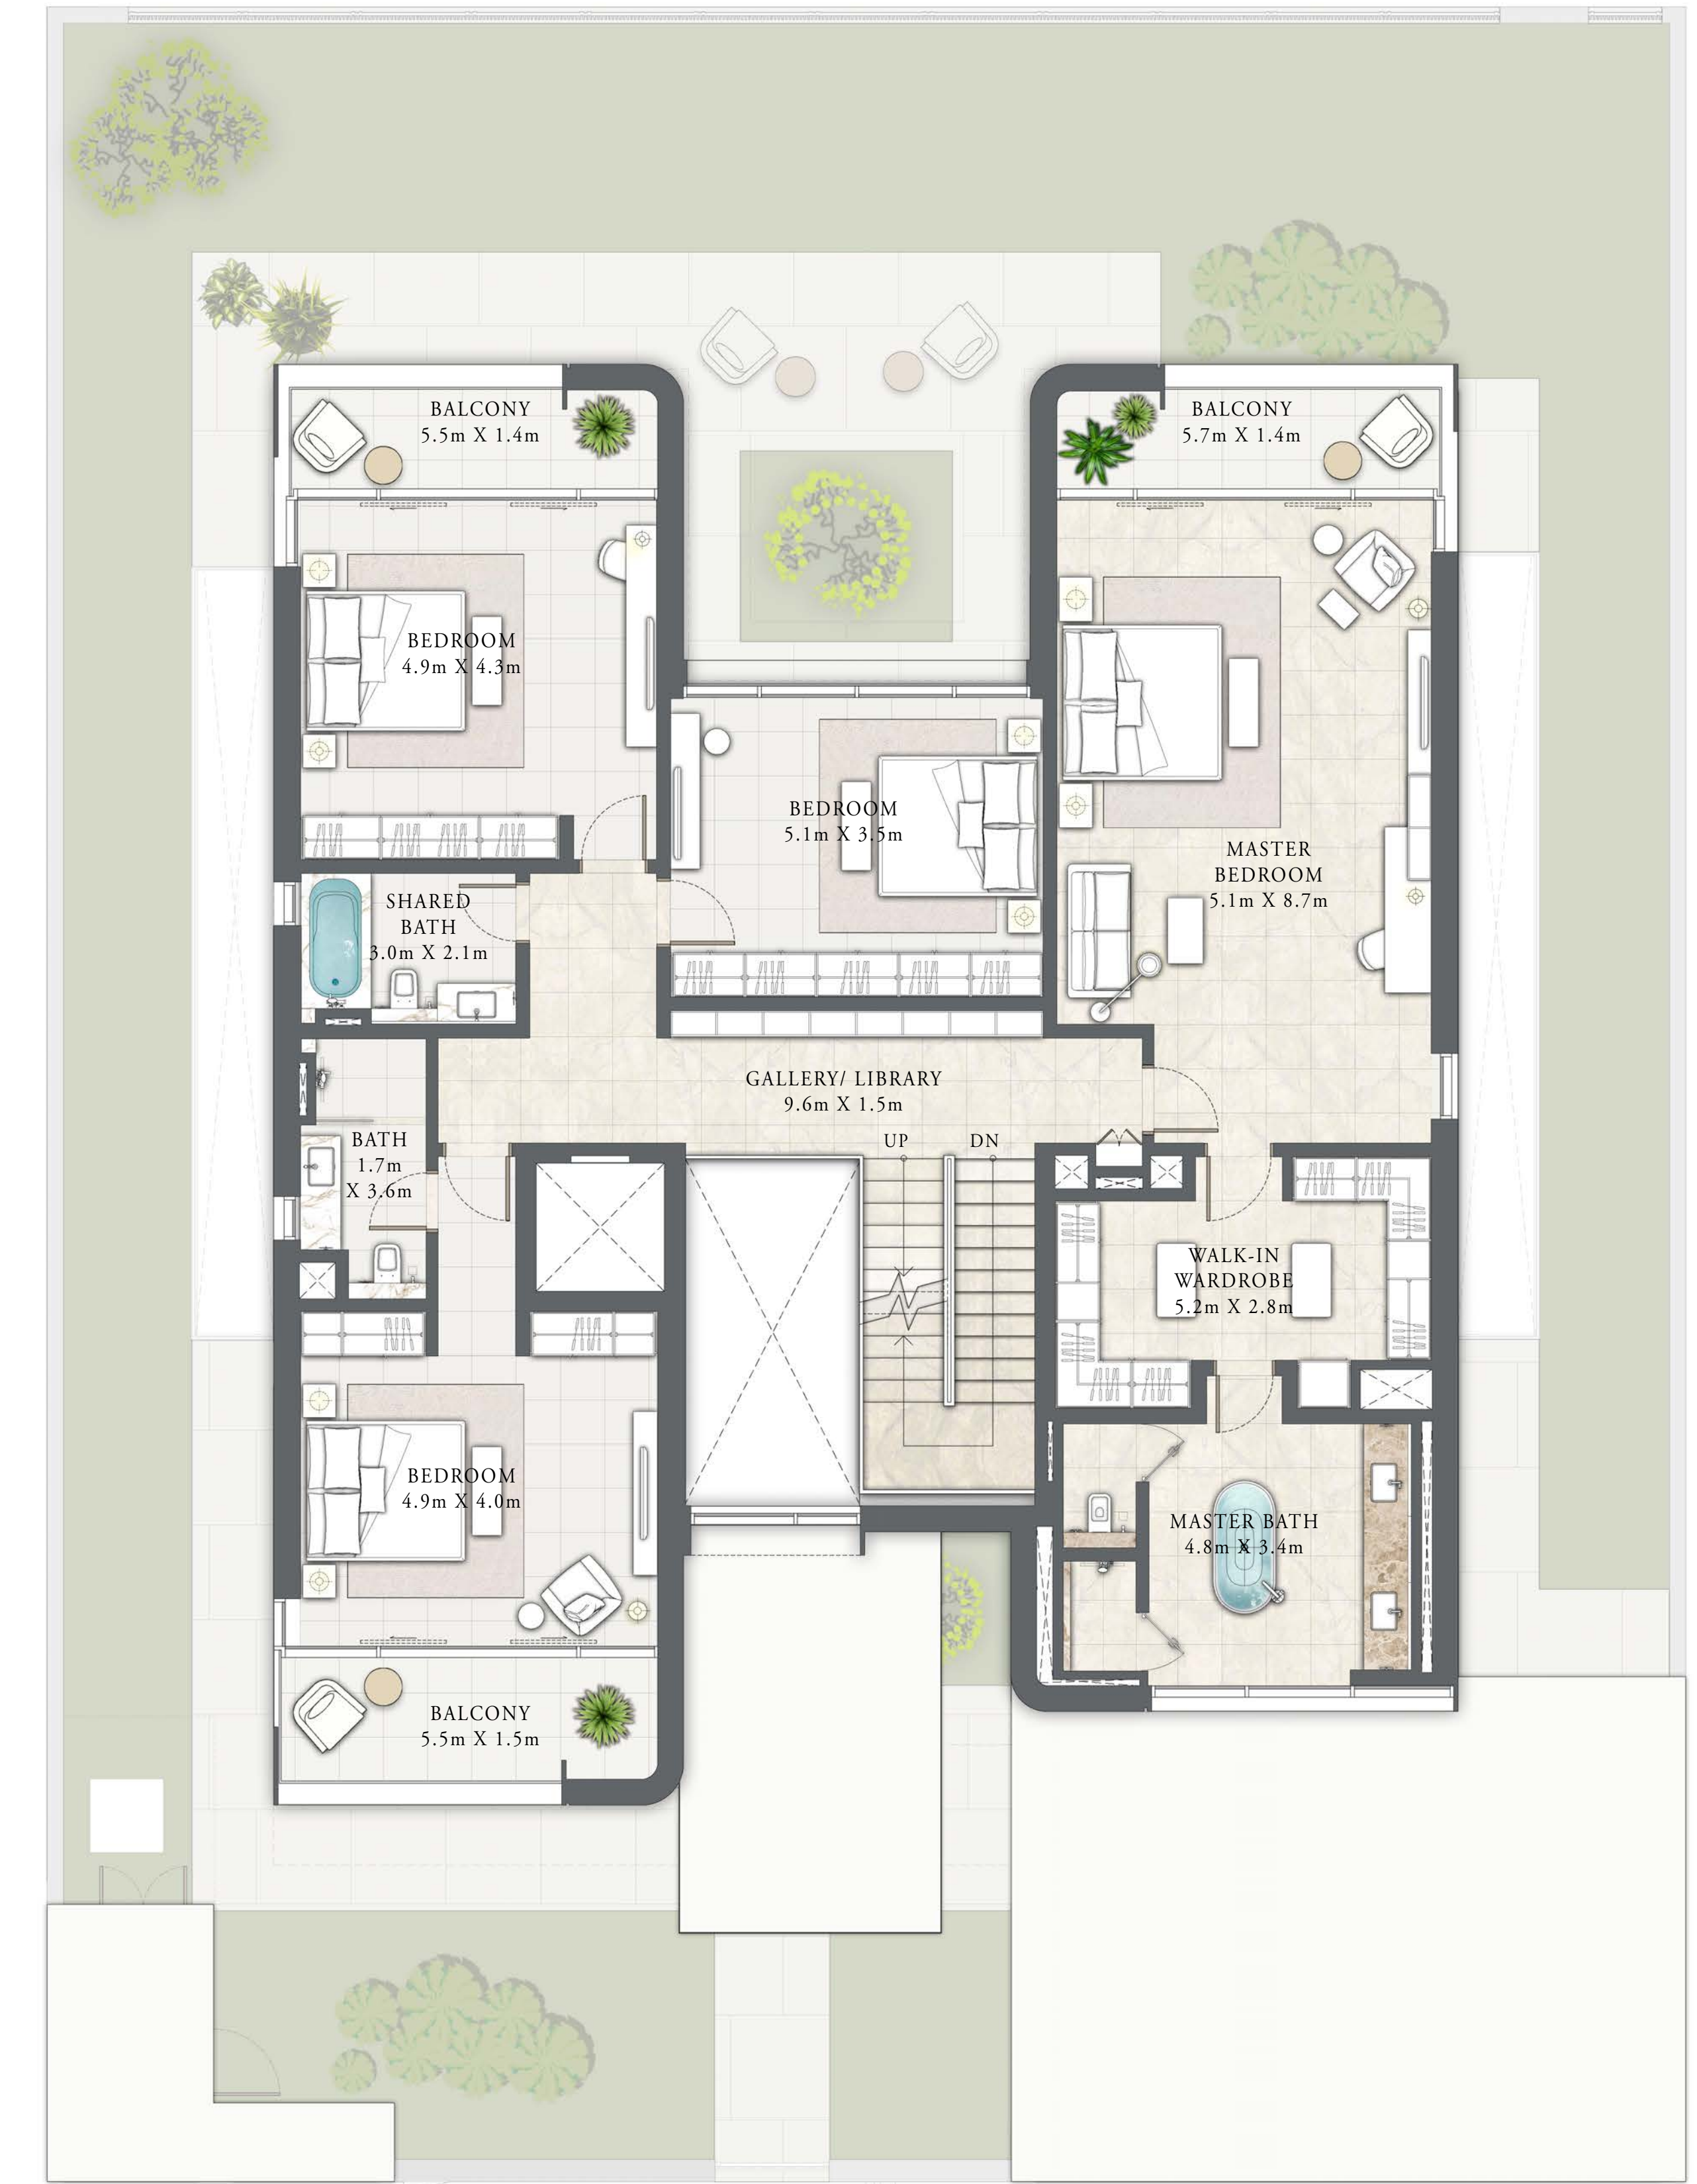 BALCONY
5.5m X 1.4m
BALCONY
5.7m X 1.4m
BEDROOM
4.9m X 4.3m
BEDROOM
5.1m X 3.5m
MASTER
BEDROOM
5.1m X 8.7m
SHARED
BATH
3.0m X 2.1m
GALLERY/ LIBRARY
9.6m X 1.5m
BATH
1.7m
X 3.6m
UP
DN
WALK-IN
WARDROBE
5.2m X 2.8m
BEDROOM
4.9m X 4.0m
MASTER BATH
4.8m X 3.4m
BALCONY
5.5m X 1.5m